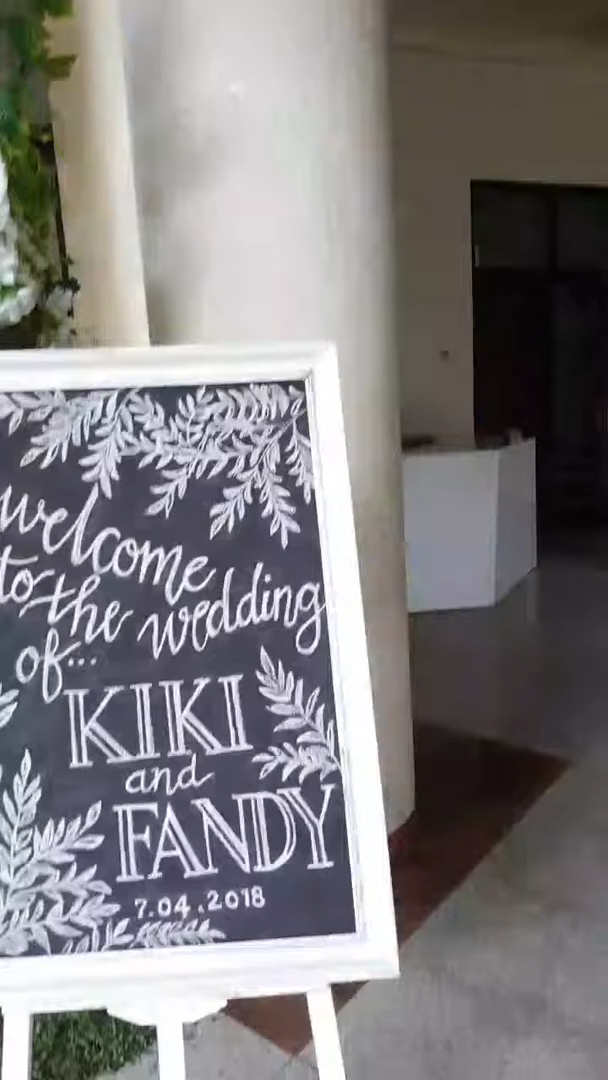 welcome
to the wedding
of...
KIKI
and
FANDY
7.04.2018